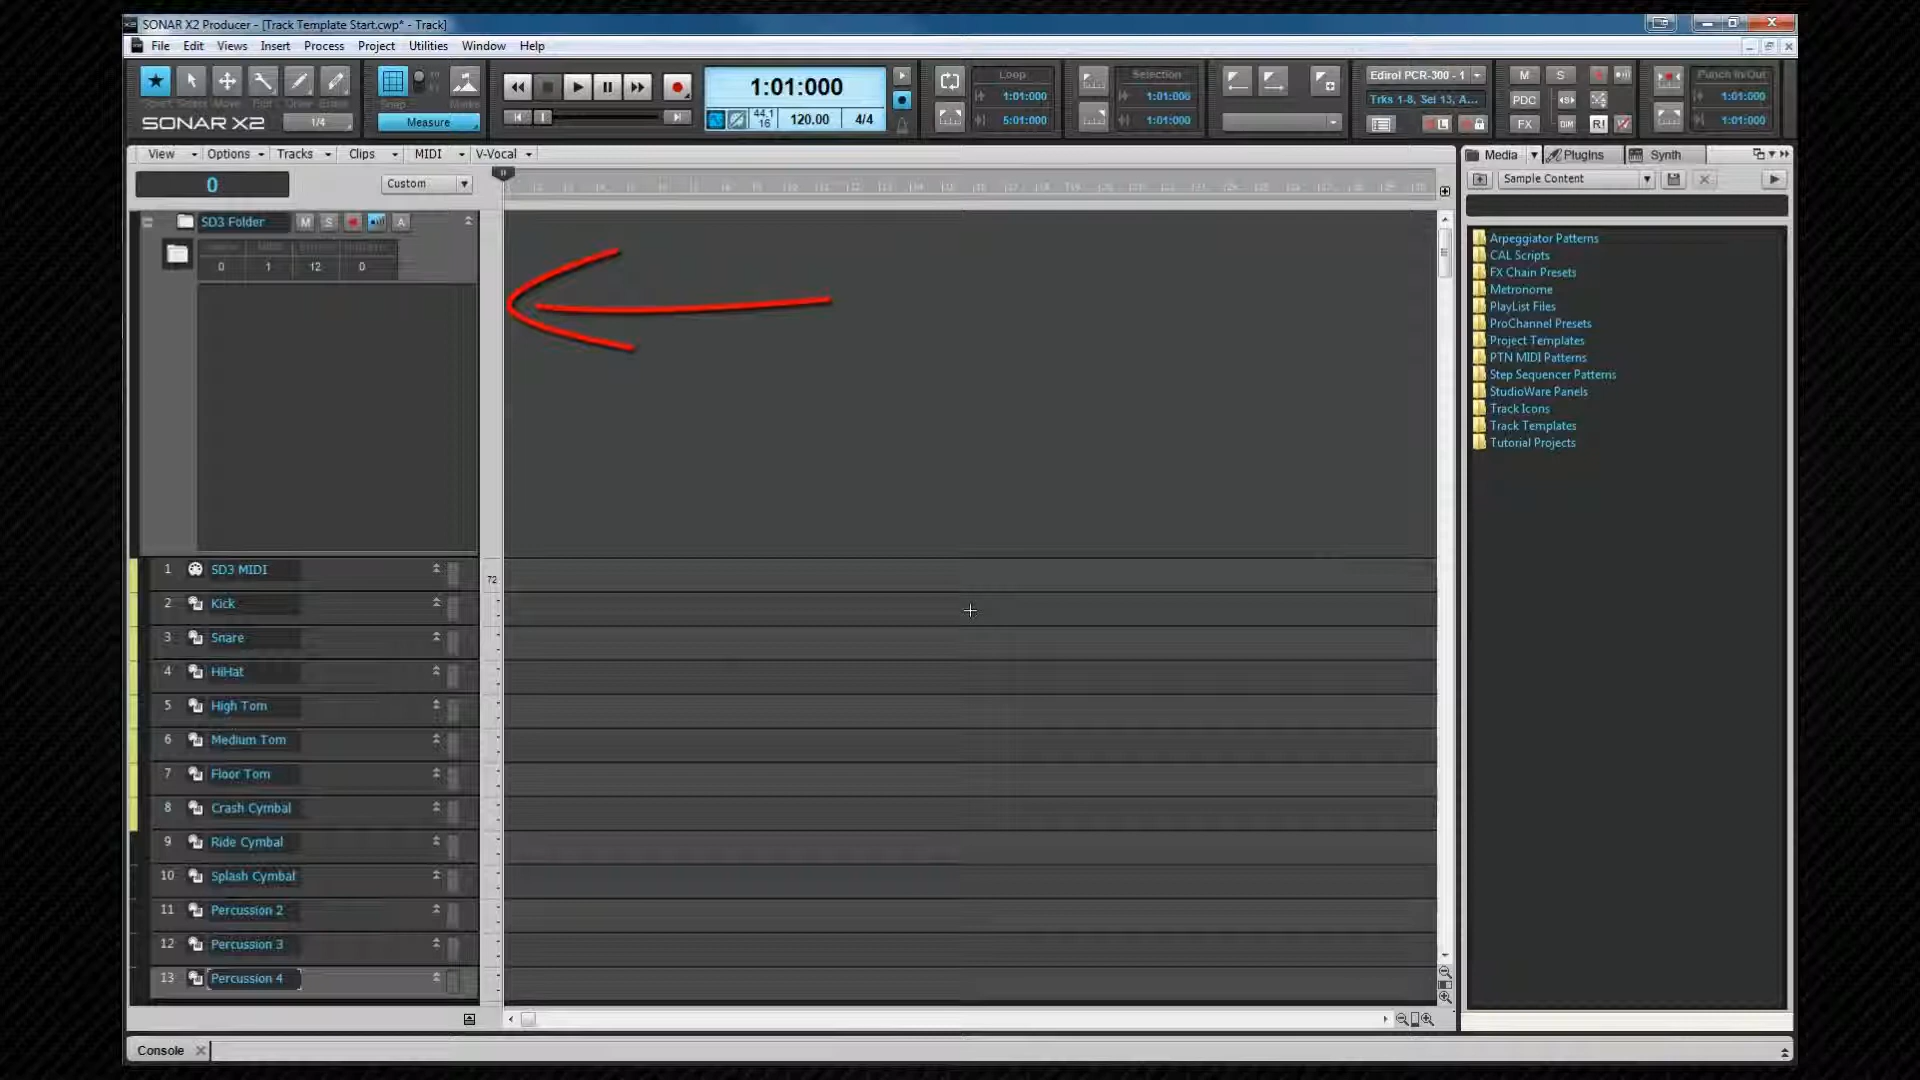 SONAR X2 Producer - [Track Template Start.cwp* - Track]
File Edit Views Insert Process Project Utilities Window Help
SONAR X2
1/4
Snap
Measure
1:01:000
44.1
16
120.00
4/4
Loop
1:01:000
5:01:000
Selection
1:01:000
1:01:000
Edirol PCR-300 - 1
Trks 1-8, Sel 13, A...
M S
PDC
FX DIM R!
Punch In/Out
1:01:000
1:01:000
View Options Tracks Clips MIDI V-Vocal
0
Custom
SD3 Folder M S A
0 1 12 0
1 SD3 MIDI
72
2 Kick
3 Snare
4 HiHat
5 High Tom
6 Medium Tom
7 Floor Tom
8 Crash Cymbal
9 Ride Cymbal
10 Splash Cymbal
11 Percussion 2
12 Percussion 3
13 Percussion 4
Console
Media PlugIns Synth
Sample Content
Arpeggiator Patterns
CAL Scripts
FX Chain Presets
Metronome
PlayList Files
ProChannel Presets
Project Templates
PTN MIDI Patterns
Step Sequencer Patterns
StudioWare Panels
Track Icons
Track Templates
Tutorial Projects